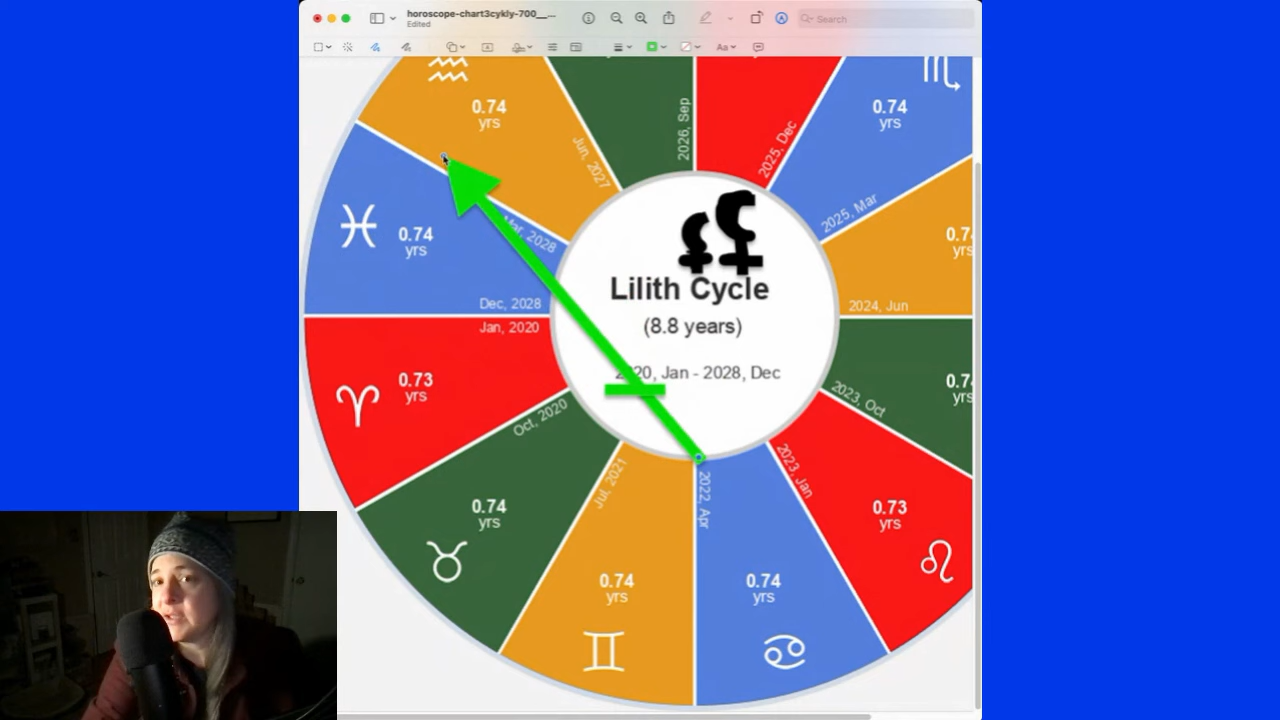 horoscope-chart3cykly-700__...
Edited
Search
Aa
0.74
yrs
0.74
yrs
2026, Sep
2025, Dec
Jun, 2027
2025, Mar
0.74
yrs
Mar, 2028
yrs
Dec, 2028
Jan, 2020
2024, Jun
Lilith Cycle
(8.8 years)
2020, Jan - 2028, Dec
0.73
yrs
Oct, 2020
2023, Oct
yrs
Jul, 2021
2022, Apr
2023, Jan
0.74
yrs
0.73
yrs
0.74
yrs
0.74
yrs